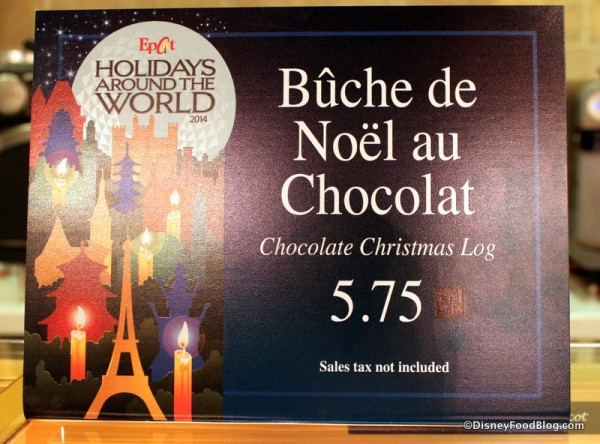 Epcot
HOLIDAYS
AROUND THE
WORLD
2014
Bûche de
Noël au
Chocolat
Chocolate Christmas Log
5.75
Sales tax not included
©DisneyFoodBlog.com